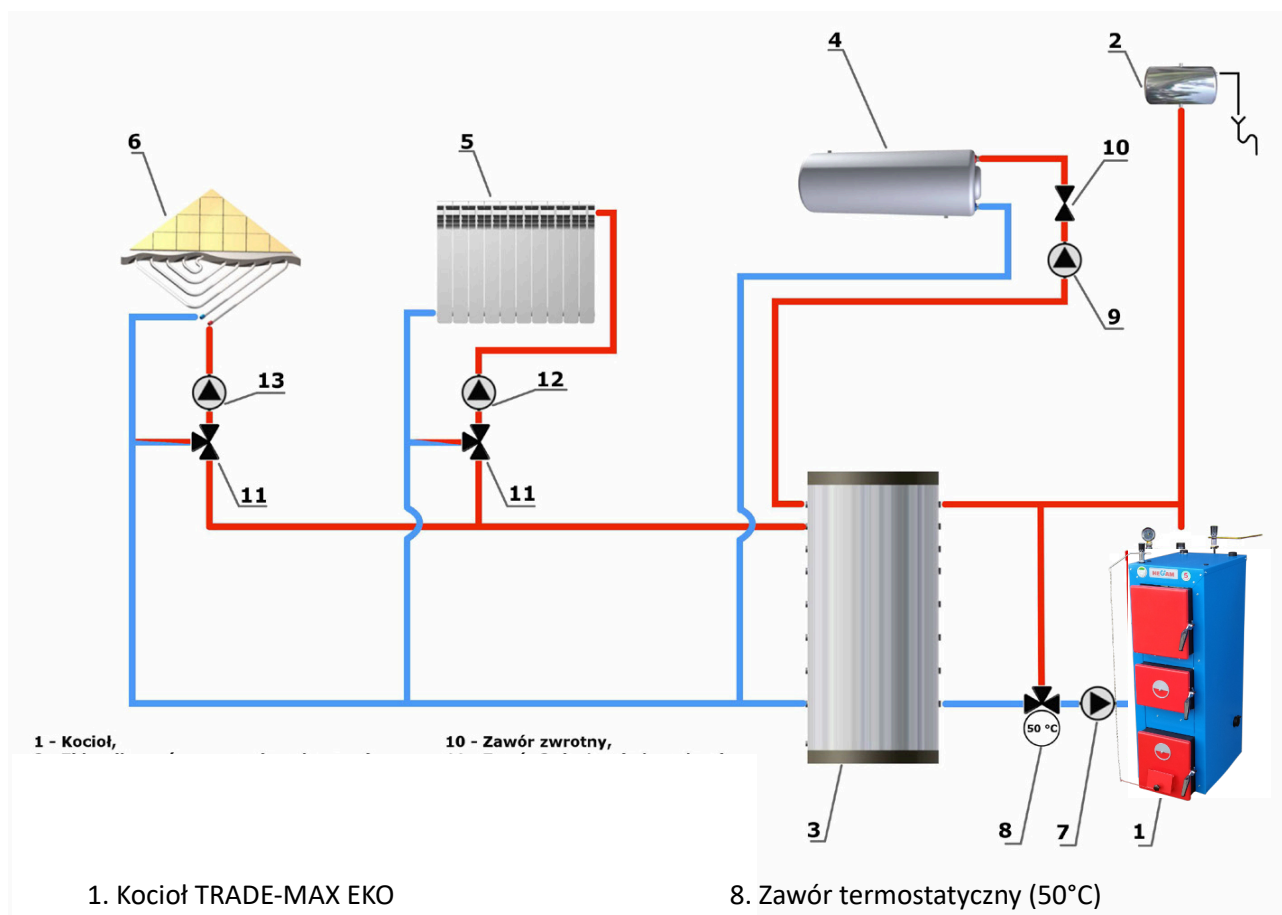 4
2
6
5
10
9
13
12
11
11
50 °C
1 - Kocioł,
10 - Zawór zwrotny,
3
8
7
1
1. Kocioł TRADE-MAX EKO
8. Zawór termostatyczny (50°C)